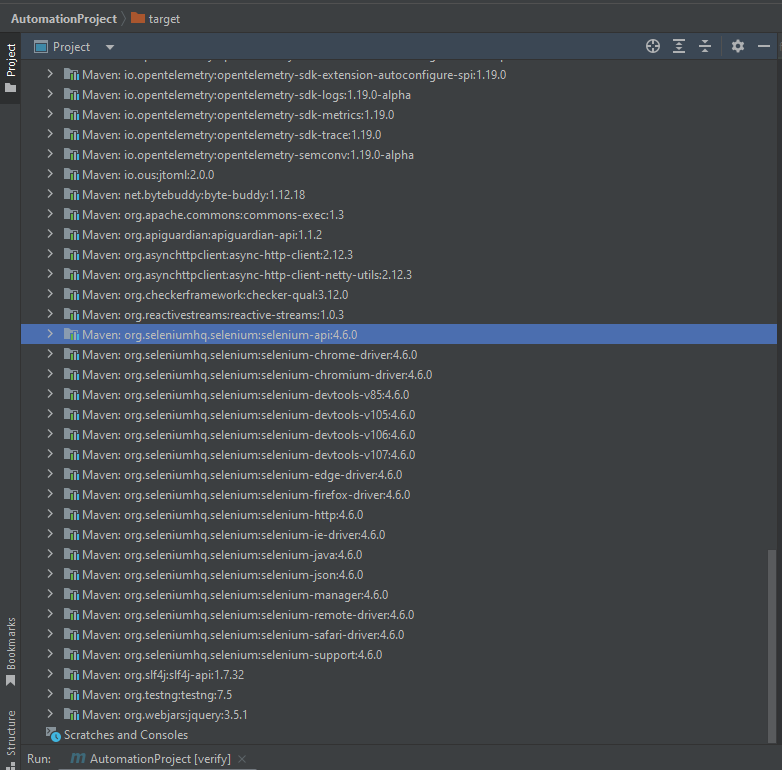 AutomationProject target
Project
Project
Maven: io.opentelemetry:opentelemetry-sdk-extension-autoconfigure-spi:1.19.0
Maven: io.opentelemetry:opentelemetry-sdk-logs:1.19.0-alpha
Maven: io.opentelemetry:opentelemetry-sdk-metrics:1.19.0
Maven: io.opentelemetry:opentelemetry-sdk-trace:1.19.0
Maven: io.opentelemetry:opentelemetry-semconv:1.19.0-alpha
Maven: io.ous:jtoml:2.0.0
Maven: net.bytebuddy:byte-buddy:1.12.18
Maven: org.apache.commons:commons-exec:1.3
Maven: org.apiguardian:apiguardian-api:1.1.2
Maven: org.asynchttpclient:async-http-client:2.12.3
Maven: org.asynchttpclient:async-http-client-netty-utils:2.12.3
Maven: org.checkerframework:checker-qual:3.12.0
Maven: org.reactivestreams:reactive-streams:1.0.3
Maven: org.seleniumhq.selenium:selenium-api:4.6.0
Maven: org.seleniumhq.selenium:selenium-chrome-driver:4.6.0
Maven: org.seleniumhq.selenium:selenium-chromium-driver:4.6.0
Maven: org.seleniumhq.selenium:selenium-devtools-v85:4.6.0
Maven: org.seleniumhq.selenium:selenium-devtools-v105:4.6.0
Maven: org.seleniumhq.selenium:selenium-devtools-v106:4.6.0
Maven: org.seleniumhq.selenium:selenium-devtools-v107:4.6.0
Maven: org.seleniumhq.selenium:selenium-edge-driver:4.6.0
Maven: org.seleniumhq.selenium:selenium-firefox-driver:4.6.0
Maven: org.seleniumhq.selenium:selenium-http:4.6.0
Maven: org.seleniumhq.selenium:selenium-ie-driver:4.6.0
Maven: org.seleniumhq.selenium:selenium-java:4.6.0
Maven: org.seleniumhq.selenium:selenium-json:4.6.0
Maven: org.seleniumhq.selenium:selenium-manager:4.6.0
Maven: org.seleniumhq.selenium:selenium-remote-driver:4.6.0
Maven: org.seleniumhq.selenium:selenium-safari-driver:4.6.0
Maven: org.seleniumhq.selenium:selenium-support:4.6.0
Maven: org.slf4j:slf4j-api:1.7.32
Maven: org.testng:testng:7.5
Maven: org.webjars:jquery:3.5.1
Scratches and Consoles
Bookmarks
Structure
Run: AutomationProject [verify]